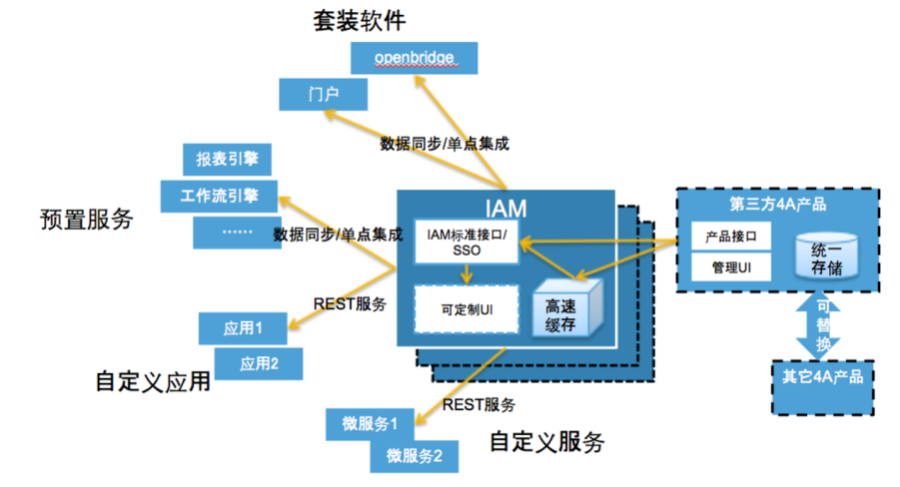 套装软件
openbridge
门户
数据同步/单点集成
报表引擎
工作流引擎
……
预置服务
数据同步/单点集成
IAM
IAM标准接口/
SSO
可定制UI
高速
缓存
第三方4A产品
产品接口
管理UI
统一
存储
可
替
换
其它4A产品
REST服务
应用1
应用2
自定义应用
REST服务
微服务1
微服务2
自定义服务